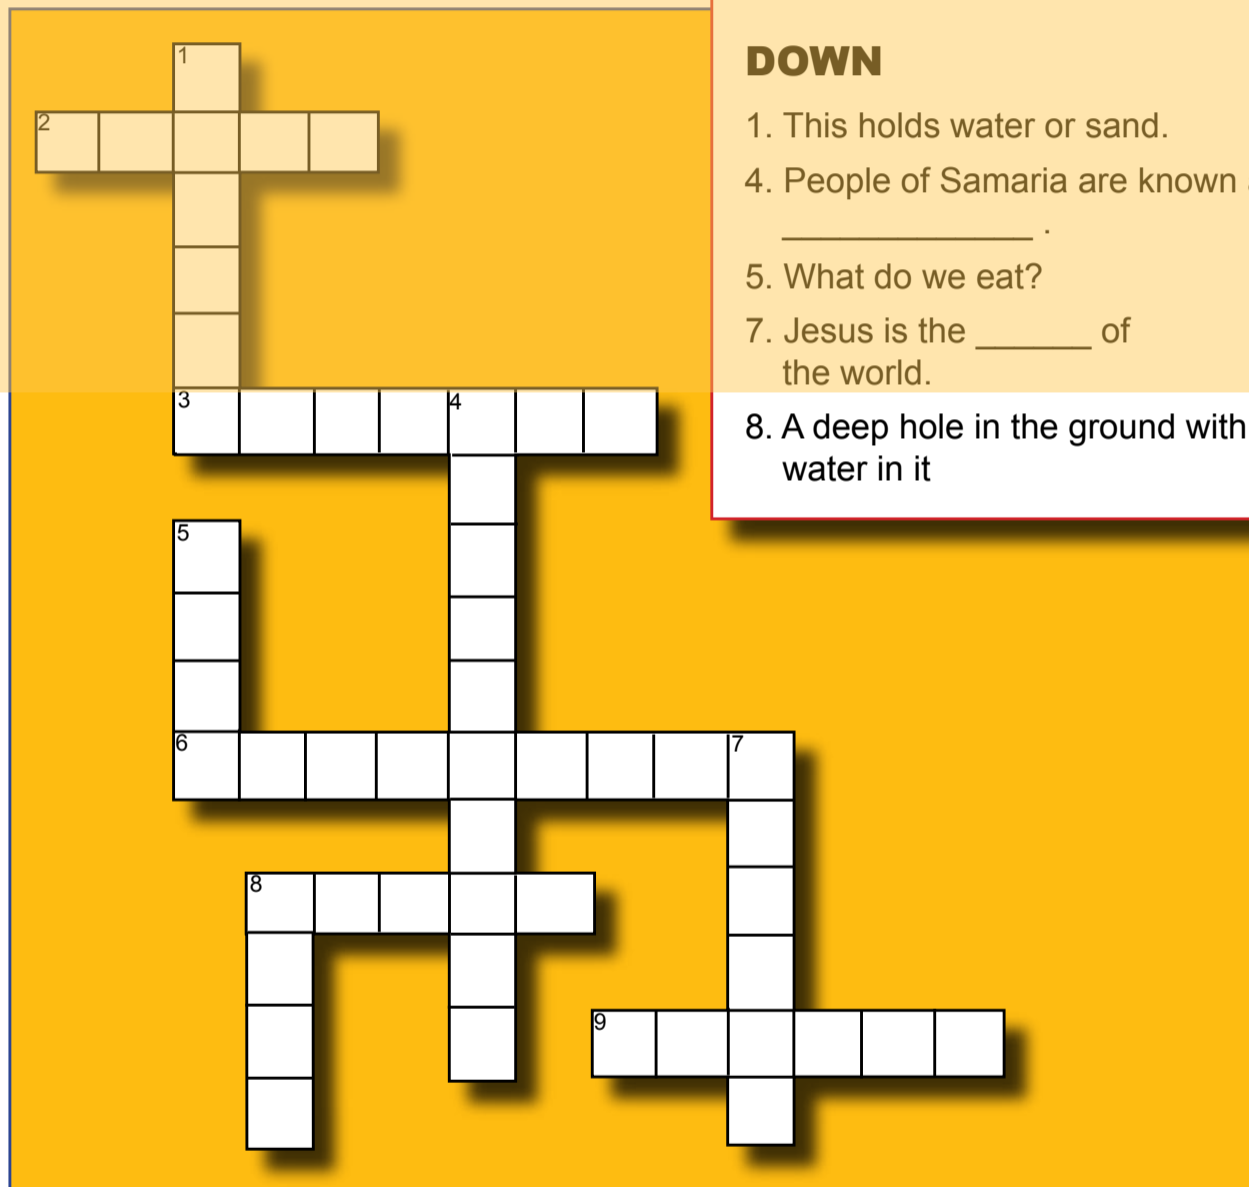 1
2
3
4
5
6
7
8
9
DOWN
1. This holds water or sand.
4. People of Samaria are known
_____________ .
5. What do we eat?
7. Jesus is the ______ of
the world.
8. A deep hole in the ground with
water in it